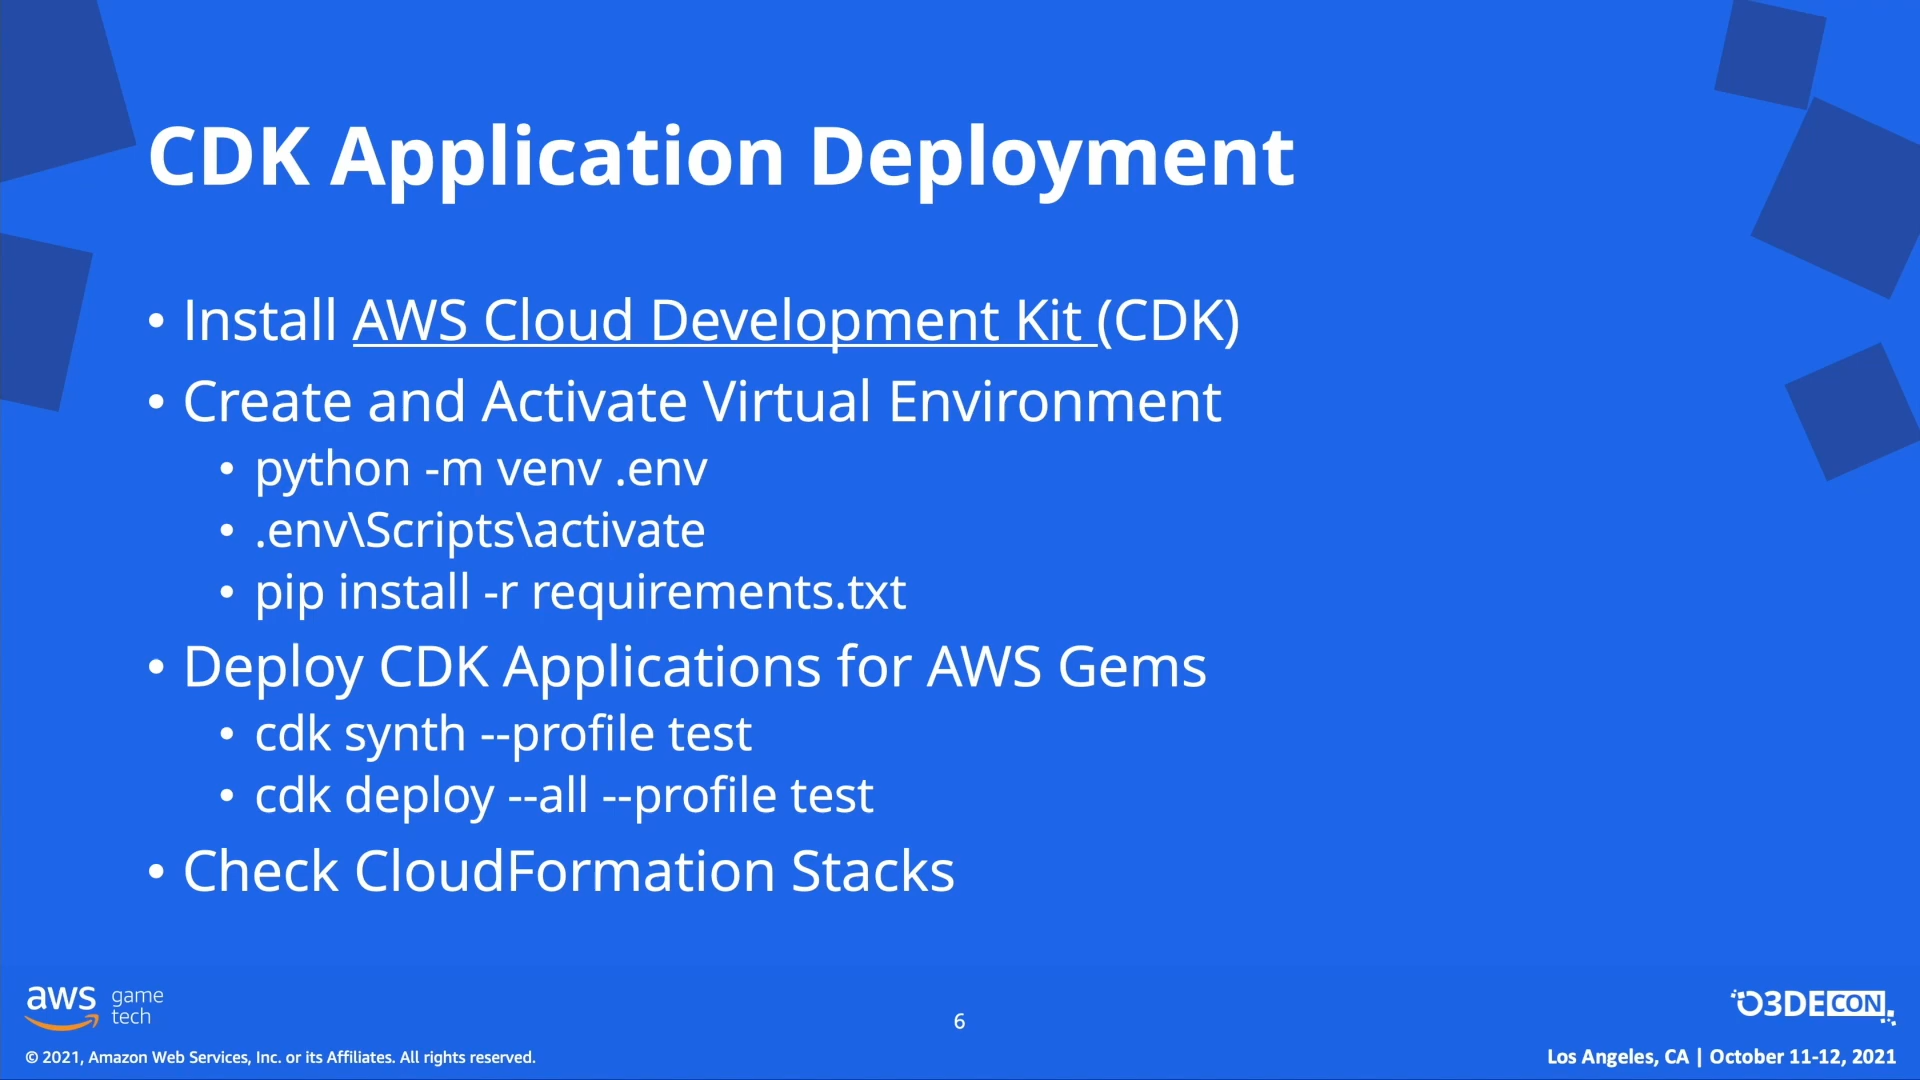 CDK Application Deployment
• Install AWS Cloud Development Kit (CDK)
• Create and Activate Virtual Environment
• python -m venv .env
• .env\Scripts\activate
• pip install -r requirements.txt
• Deploy CDK Applications for AWS Gems
• cdk synth --profile test
• cdk deploy --all --profile test
• Check CloudFormation Stacks
aws game tech
6
O3DECON
© 2021, Amazon Web Services, Inc. or its Affiliates. All rights reserved.
Los Angeles, CA | October 11-12, 2021